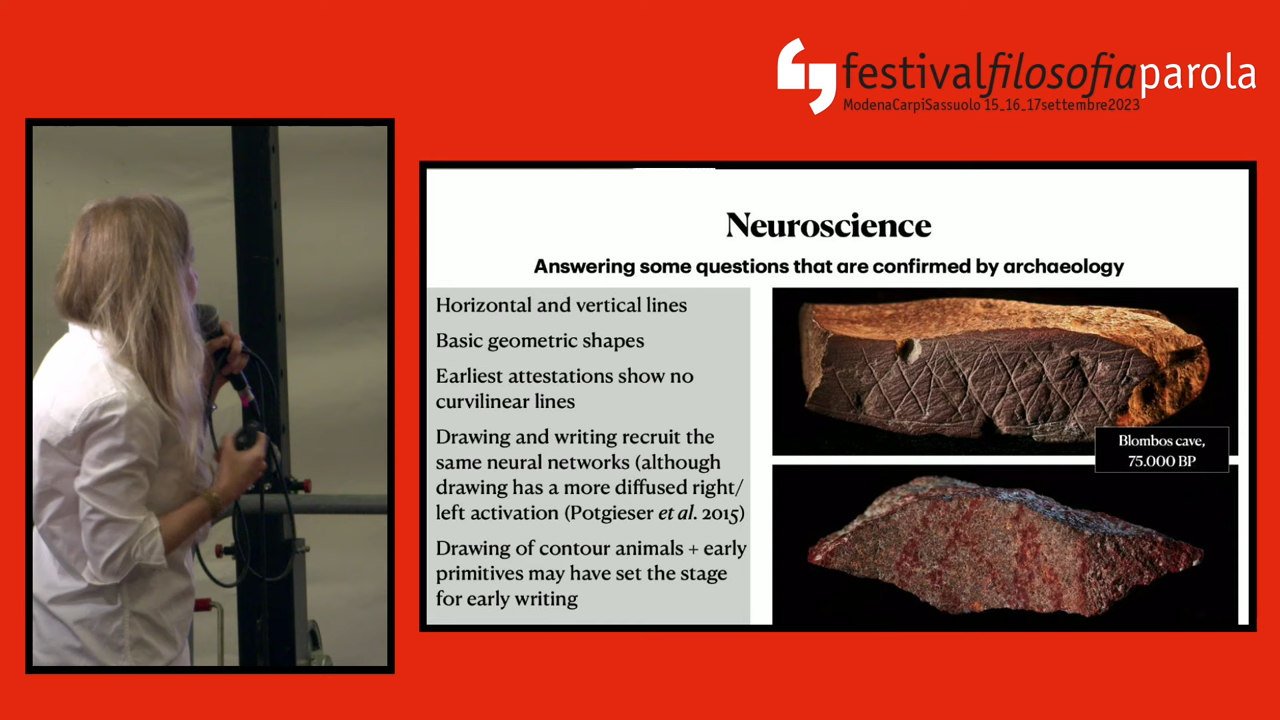 festivalfilosofiaparola
ModenaCarpiSassuolo 15_16_17settembre2023
Neuroscience
Answering some questions that are confirmed by archaeology
Horizontal and vertical lines
Basic geometric shapes
Earliest attestations show no
curvilinear lines
Drawing and writing recruit the
same neural networks (although
drawing has a more diffused right/
left activation (Potgieser et al. 2015)
Drawing of contour animals + early
primitives may have set the stage
for early writing
Blombos cave,
75.000 BP